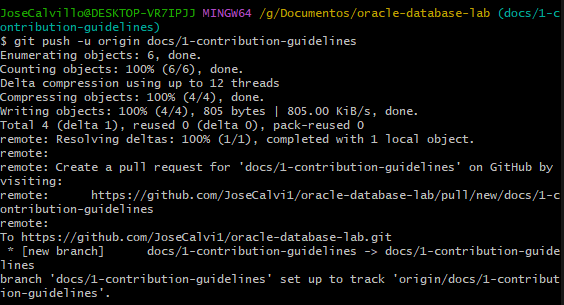 JoseCalvillo@DESKTOP-VR7IPJJ MINGW64 /g/Documentos/oracle-database-lab (docs/1-c
ontribution-guidelines)
$ git push -u origin docs/1-contribution-guidelines
Enumerating objects: 6, done.
Counting objects: 100% (6/6), done.
Delta compression using up to 12 threads
Compressing objects: 100% (4/4), done.
Writing objects: 100% (4/4), 805 bytes | 805.00 KiB/s, done.
Total 4 (delta 1), reused 0 (delta 0), pack-reused 0
remote: Resolving deltas: 100% (1/1), completed with 1 local object.
remote:
remote: Create a pull request for 'docs/1-contribution-guidelines' on GitHub by
visiting:
remote:      https://github.com/JoseCalvi1/oracle-database-lab/pull/new/docs/1-c
ontribution-guidelines
remote:
To https://github.com/JoseCalvi1/oracle-database-lab.git
 * [new branch]      docs/1-contribution-guidelines -> docs/1-contribution-guide
lines
branch 'docs/1-contribution-guidelines' set up to track 'origin/docs/1-contribut
ion-guidelines'.